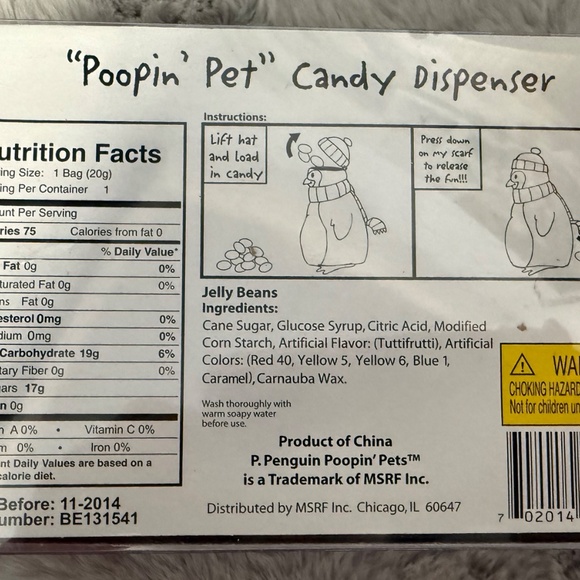 "Poopin' Pet" Candy Dispenser
Instructions:
Lift hat
and load
in candy
Press down
on my scarf
to release
the fun!!!
utrition Facts
ing Size: 1 Bag (20g)
ing Per Container 1
unt Per Serving
ries 75 Calories from fat 0
% Daily Value*
Fat 0g 0%
turated Fat 0g 0%
ns Fat 0g
esterol 0mg 0%
dium 0mg 0%
Carbohydrate 19g 6%
tary Fiber 0g 0%
ars 17g
n 0g
n A 0% • Vitamin C 0%
m 0% • Iron 0%
nt Daily Values are based on a
calorie diet.
Before: 11-2014
umber: BE131541
Jelly Beans
Ingredients:
Cane Sugar, Glucose Syrup, Citric Acid, Modified
Corn Starch, Artificial Flavor: (Tuttifrutti), Artificial
Colors: (Red 40, Yellow 5, Yellow 6, Blue 1,
Caramel), Carnauba Wax.
Wash thoroughly with
warm soapy water
before use.
Product of China
P. Penguin Poopin' Pets™
is a Trademark of MSRF Inc.
Distributed by MSRF Inc. Chicago, IL 60647
WA
CHOKING HAZARD
Not for children un
7 02014